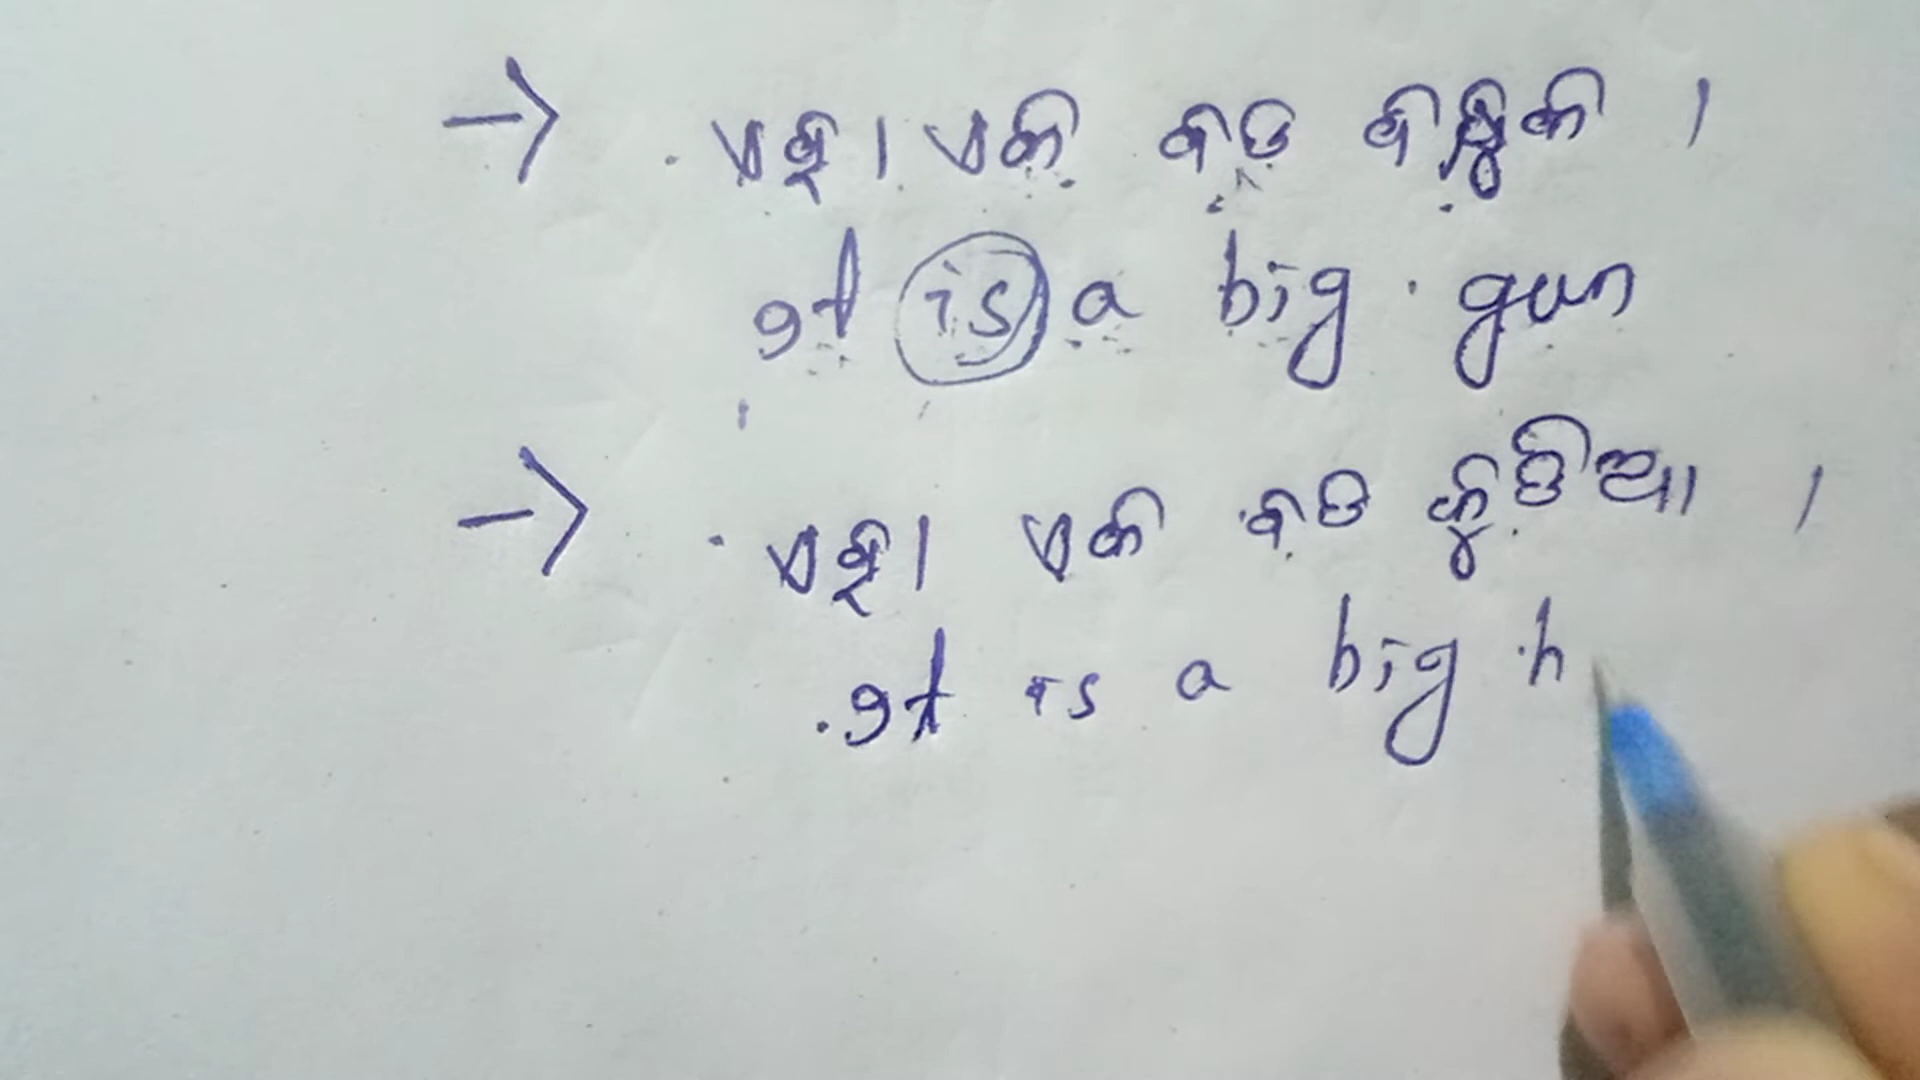 → ଏହା ଏକ ବଡ ବନ୍ଧୁକ ।
It is a big gun
→ ଏହା ଏକ ବଡ କୁଡିଆ ।
It is a big h